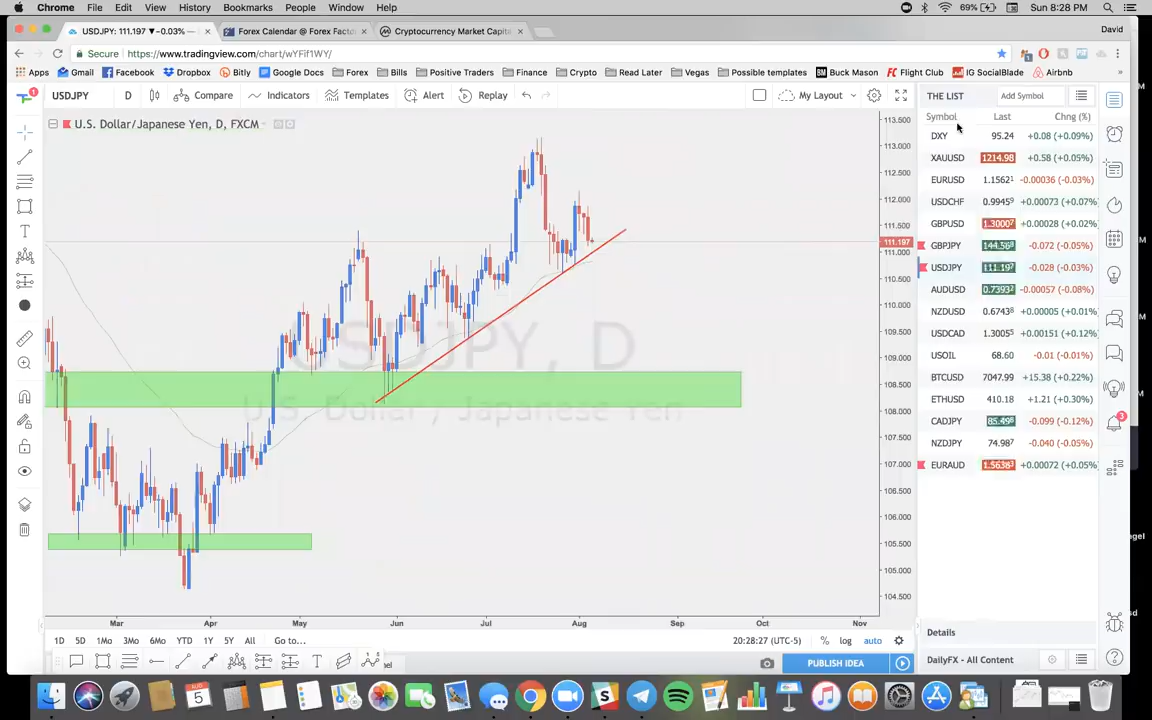 Chrome File Edit View History Bookmarks People Window Help 69% Sun 8:28 PM
USDJPY: 111.197 ▼−0.03% — × Forex Calendar @ Forex Fact × Cryptocurrency Market Capit × David
Secure https://www.tradingview.com/chart/wYFif1WY/
Apps Gmail Facebook Dropbox Bitly Google Docs Forex Bills Positive Traders Finance Crypto Read Later Vegas Possible templates Buck Mason Flight Club IG SocialBlade Airbnb »
USDJPY D Compare Indicators Templates Alert Replay My Layout THE LIST Add Symbol
Symbol Last Chng (%)
U.S. Dollar/Japanese Yen, D, FXCM
DXY 95.24 +0.08 (+0.09%)
XAUUSD 1214.98 +0.58 (+0.05%)
EURUSD 1.1562¹ -0.00036 (-0.03%)
USDCHF 0.9945⁹ +0.00073 (+0.07%)
GBPUSD 1.3000⁷ +0.00028 (+0.02%)
GBPJPY -0.072 (-0.05%)
USDJPY 111.19⁷ -0.028 (-0.03%)
AUDUSD 0.7393² -0.00057 (-0.08%)
NZDUSD 0.6743⁸ +0.00005 (+0.01%)
USDCAD 1.3005⁵ +0.00151 (+0.12%)
USOIL 68.60 -0.01 (-0.01%)
BTCUSD 7047.99 +15.38 (+0.22%)
ETHUSD 410.18 +1.21 (+0.30%)
CADJPY -0.099 (-0.12%)
NZDJPY 74.98⁷ -0.040 (-0.05%)
EURAUD +0.00072 (+0.05%)
113.500
113.000
112.500
112.000
111.500
111.197
111.000
110.500
110.000
109.500
109.000
108.500
108.000
107.500
107.000
106.500
106.000
105.500
105.000
104.500
USDJPY, D
U.S. Dollar / Japanese Yen
Mar Apr May Jun Jul Aug Sep Oct Nov
1D 5D 1Mo 3Mo 6Mo YTD 1Y 5Y All Go to... 20:28:27 (UTC-5) % log auto
Details
PUBLISH IDEA
DailyFX - All Content
AUG
5